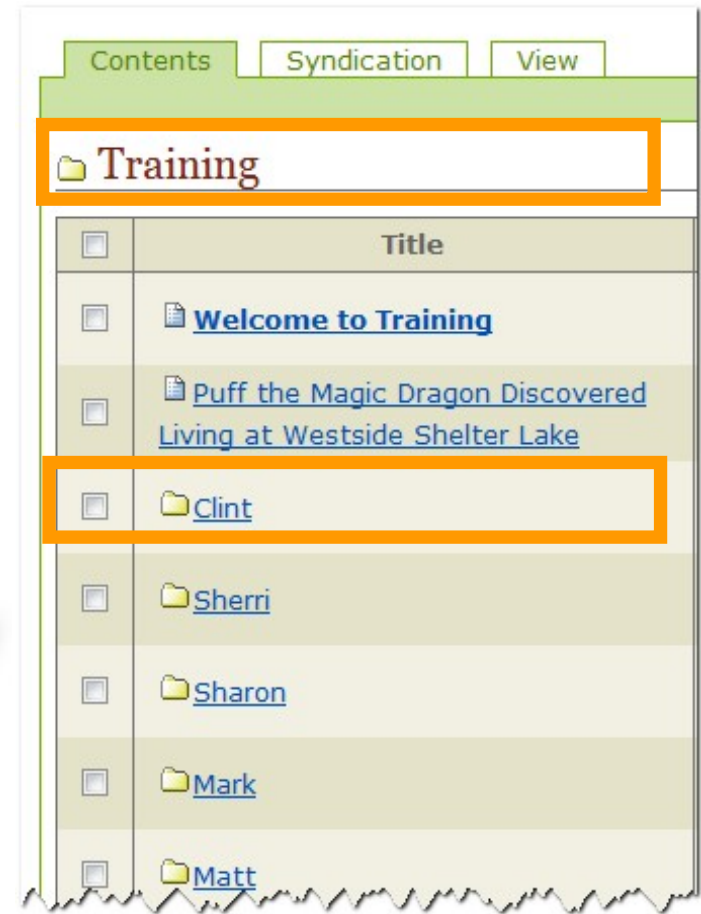 Contents Syndication View
Training
Title
Welcome to Training
Puff the Magic Dragon Discovered
Living at Westside Shelter Lake
Clint
Sherri
Sharon
Mark
Matt